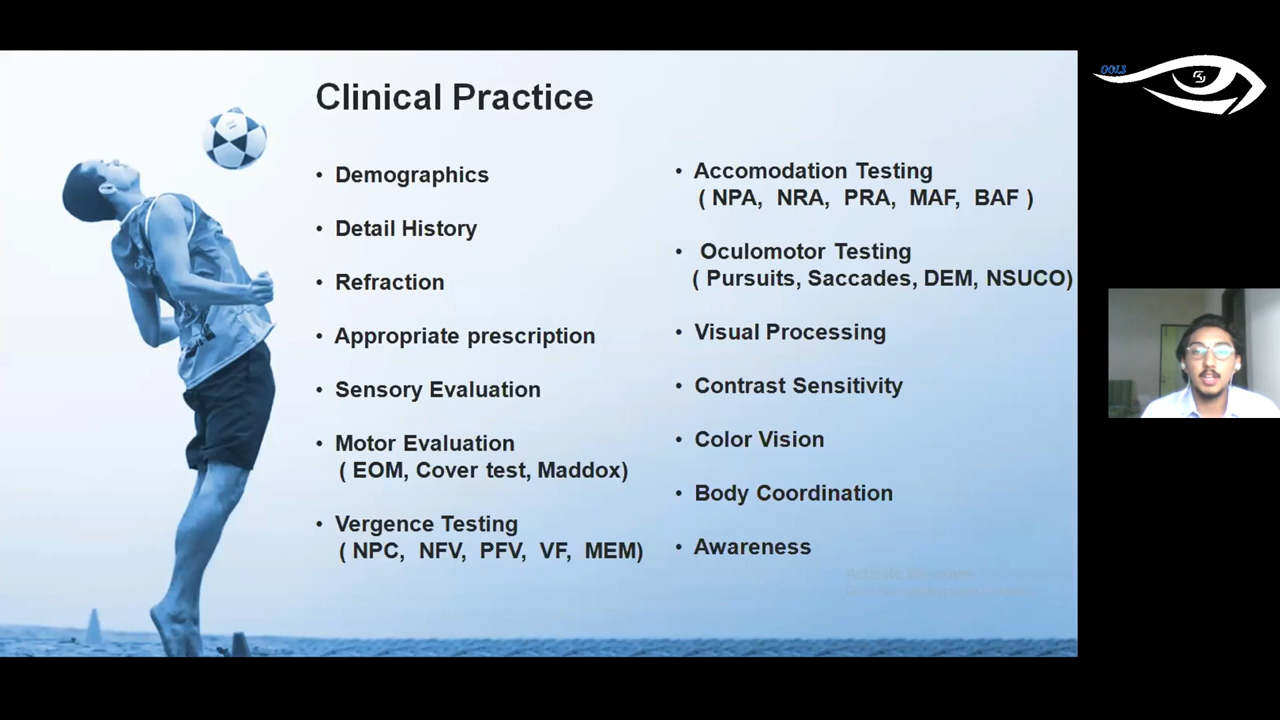 Clinical Practice
• Demographics
• Detail History
• Refraction
• Appropriate prescription
• Sensory Evaluation
• Motor Evaluation
( EOM, Cover test, Maddox)
• Vergence Testing
( NPC, NFV, PFV, VF, MEM)
• Accomodation Testing
( NPA, NRA, PRA, MAF, BAF )
• Oculomotor Testing
( Pursuits, Saccades, DEM, NSUCO)
• Visual Processing
• Contrast Sensitivity
• Color Vision
• Body Coordination
• Awareness
GOLS